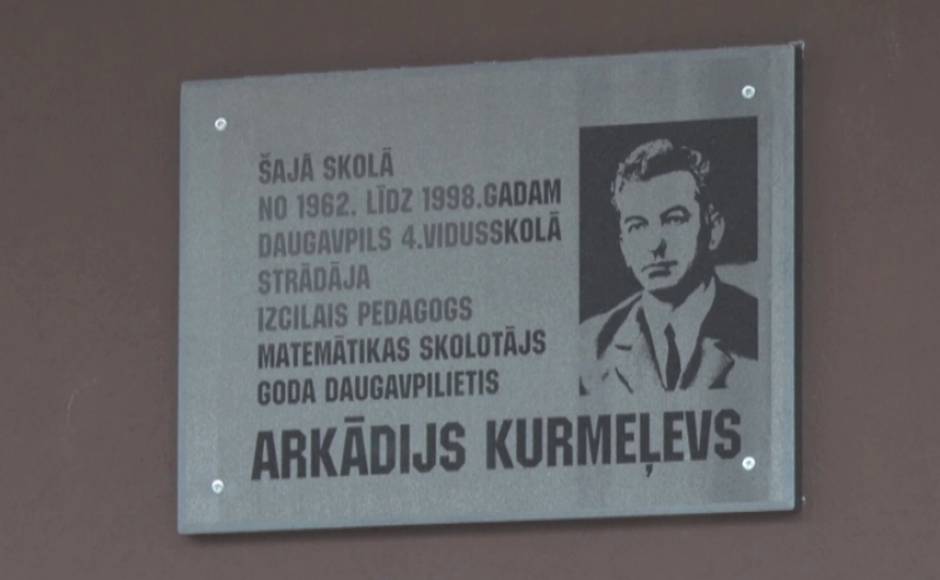 ŠAJĀ SKOLĀ
NO 1962. LĪDZ 1998.GADAM
DAUGAVPILS 4.VIDUSSKOLĀ
STRĀDĀJA
IZCILAIS PEDAGOGS
MATEMĀTIKAS SKOLOTĀJS
GODA DAUGAVPILIETIS
ARKĀDIJS KURMEĻEVS